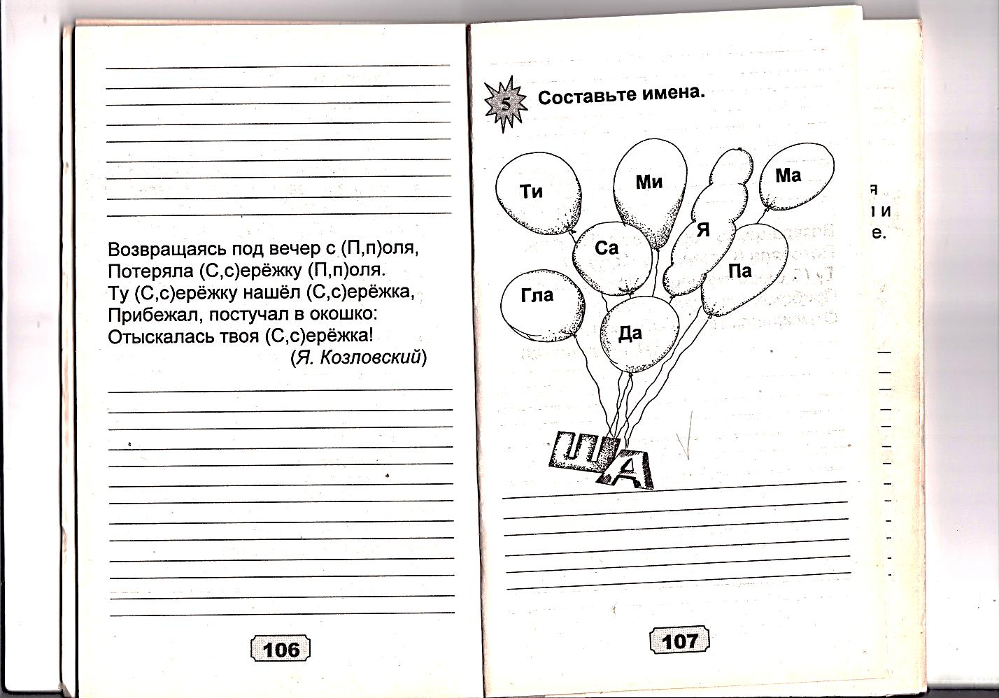 Возвращаясь под вечер с (П,п)оля,
Потеряла (С,с)ерёжку (П,п)оля.
Ту (С,с)ерёжку нашёл (С,с)ерёжка,
Прибежал, постучал в окошко:
Отыскалась твоя (С,с)ерёжка!
(Я. Козловский)
106
5 Составьте имена.
Ти
Ми
Я
Ма
Са
Па
Гла
Да
ША
107
я
и
е.